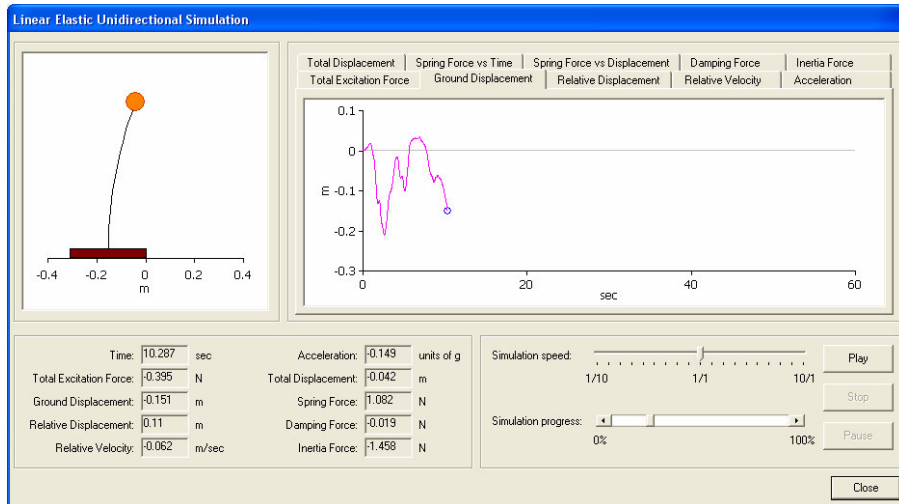 Linear Elastic Unidirectional Simulation
Total Displacement Spring Force vs Time Spring Force vs Displacement Damping Force Inertia Force
Total Excitation Force Ground Displacement Relative Displacement Relative Velocity Acceleration
0.1
0
-0.1
-0.2
-0.3
m
0 20 40 60
sec
-0.4 -0.2 0 0.2 0.4
m
Time: 10.287 sec
Total Excitation Force: -0.395 N
Ground Displacement: -0.151 m
Relative Displacement: 0.11 m
Relative Velocity: -0.062 m/sec
Acceleration: -0.149 units of g
Total Displacement: -0.042 m
Spring Force: 1.082 N
Damping Force: -0.019 N
Inertia Force: -1.458 N
Simulation speed:
1/10 1/1 10/1
Simulation progress:
0% 100%
Play
Stop
Pause
Close